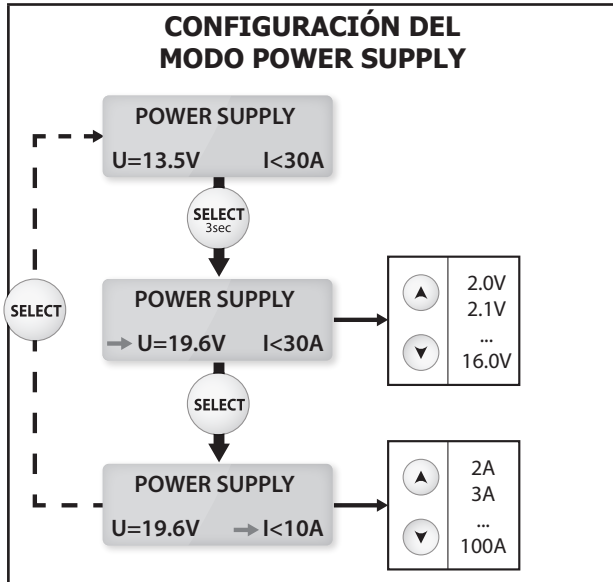 CONFIGURACIÓN DEL
MODO POWER SUPPLY
POWER SUPPLY
U=13.5V I<30A
SELECT
3sec
POWER SUPPLY
U=19.6V I<30A
2.0V
2.1V
...
16.0V
SELECT
SELECT
POWER SUPPLY
U=19.6V I<10A
2A
3A
...
100A